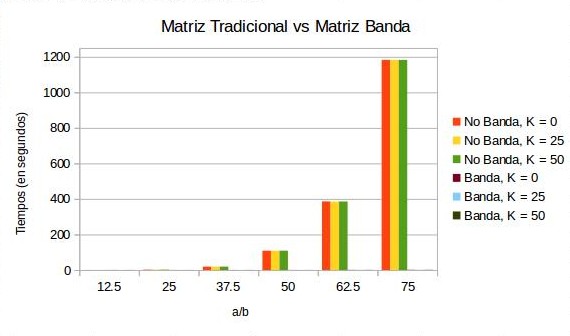 Matriz Tradicional vs Matriz Banda
1200
1000
800
600
400
200
0
Tiempos (en segundos)
12.5 25 37.5 50 62.5 75
a/b
No Banda, K = 0
No Banda, K = 25
No Banda, K = 50
Banda, K = 0
Banda, K = 25
Banda, K = 50